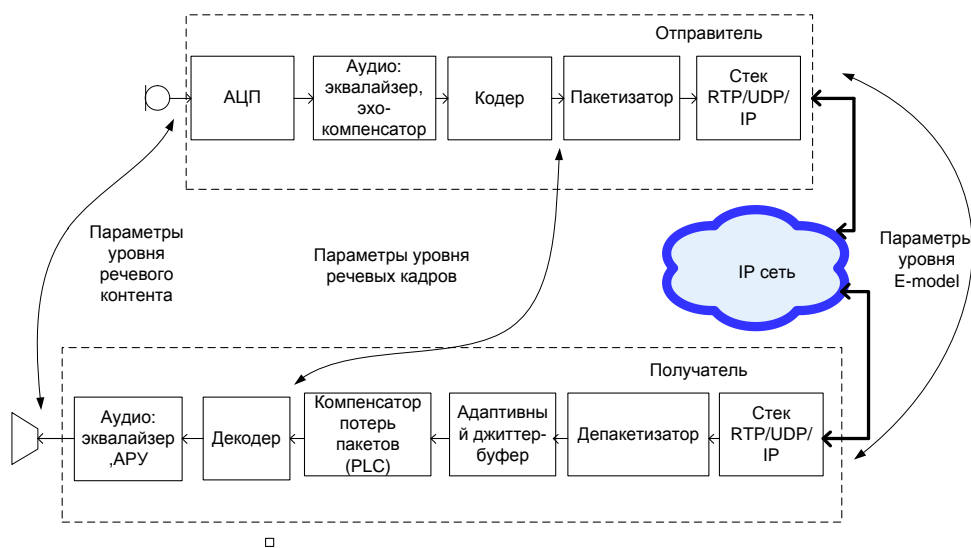 Отправитель
АЦП
Аудио:
эквалайзер,
эхо-
компенсатор
Кодер
Пакетизатор
Стек
RTP/UDP/
IP
Параметры
уровня
речевого
контента
Параметры уровня
речевых кадров
IP сеть
Параметры
уровня
E-model
Получатель
Аудио:
эквалайзер
,АРУ
Декодер
Компенсатор
потерь
пакетов
(PLC)
Адаптивны
й джиттер-
буфер
Депакетизатор
Стек
RTP/UDP/
IP